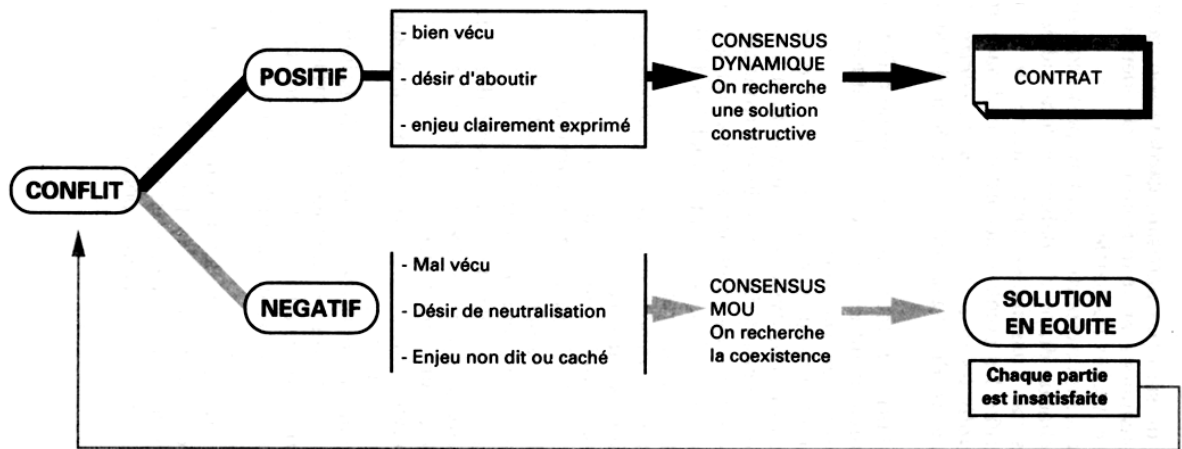 CONFLIT
POSITIF
- bien vécu
- désir d'aboutir
- enjeu clairement exprimé
CONSENSUS
DYNAMIQUE
On recherche
une solution
constructive
CONTRAT
NEGATIF
- Mal vécu
- Désir de neutralisation
- Enjeu non dit ou caché
CONSENSUS
MOU
On recherche
la coexistence
SOLUTION
EN EQUITE
Chaque partie
est insatisfaite